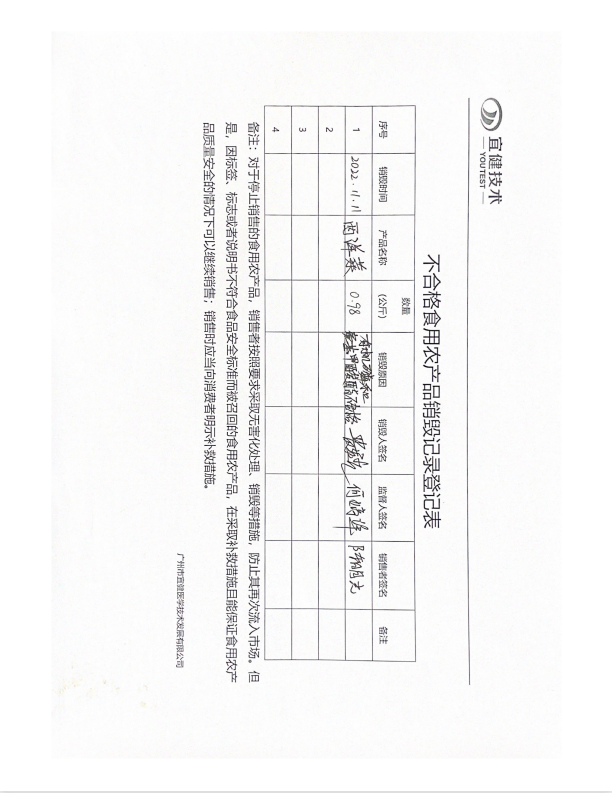 宜健技术
YOUTEST
不合格食用农产品销毁记录登记表
序号 销毁时间 产品名称 数量(公斤) 销毁原因 销毁人签名 监督人签名 销售者签名 备注
1 2022.11.11 西洋菜 0.98
2
3
4
备注：对于停止销售的食用农产品，销售者按照要求采取无害化处理、销毁等措施，防止其再次流入市场。但
是，因标签、标志或者说明书不符合食品安全标准而被召回的食用农产品，在采取补救措施且能保证食用农产
品质量安全的情况下可以继续销售；销售时应当向消费者明示补救措施。
广州市宜健医学技术发展有限公司